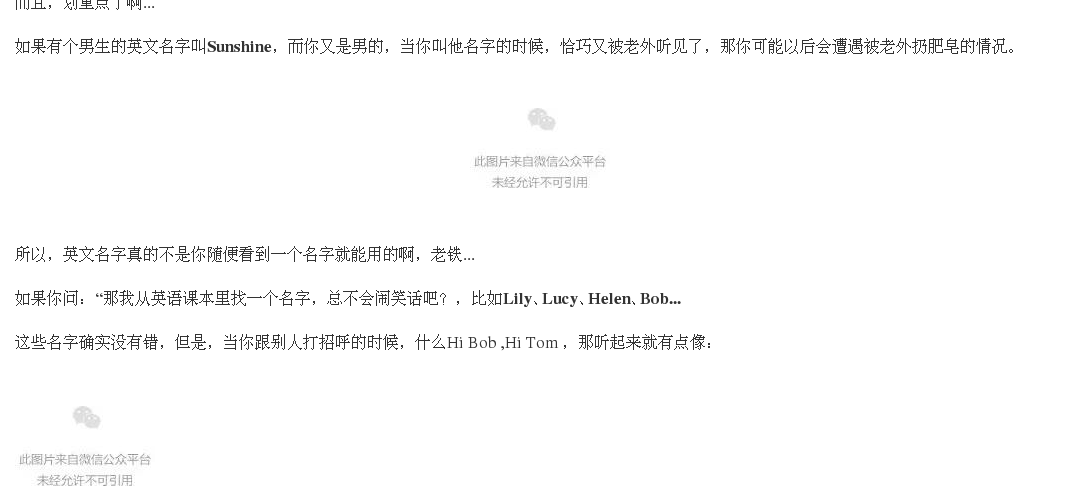 而且，划重点了啊...
如果有个男生的英文名字叫Sunshine，而你又是男的，当你叫他名字的时候，恰巧又被老外听见了，那你可能以后会遭遇被老外扔肥皂的情况。
此图片来自微信公众平台
未经允许不可引用
所以，英文名字真的不是你随便看到一个名字就能用的啊，老铁...
如果你问：“那我从英语课本里找一个名字，总不会闹笑话吧？，比如Lily、Lucy、Helen、Bob...
这些名字确实没有错，但是，当你跟别人打招呼的时候，什么Hi Bob ,Hi Tom ，那听起来就有点像：
此图片来自微信公众平台
未经允许不可引用